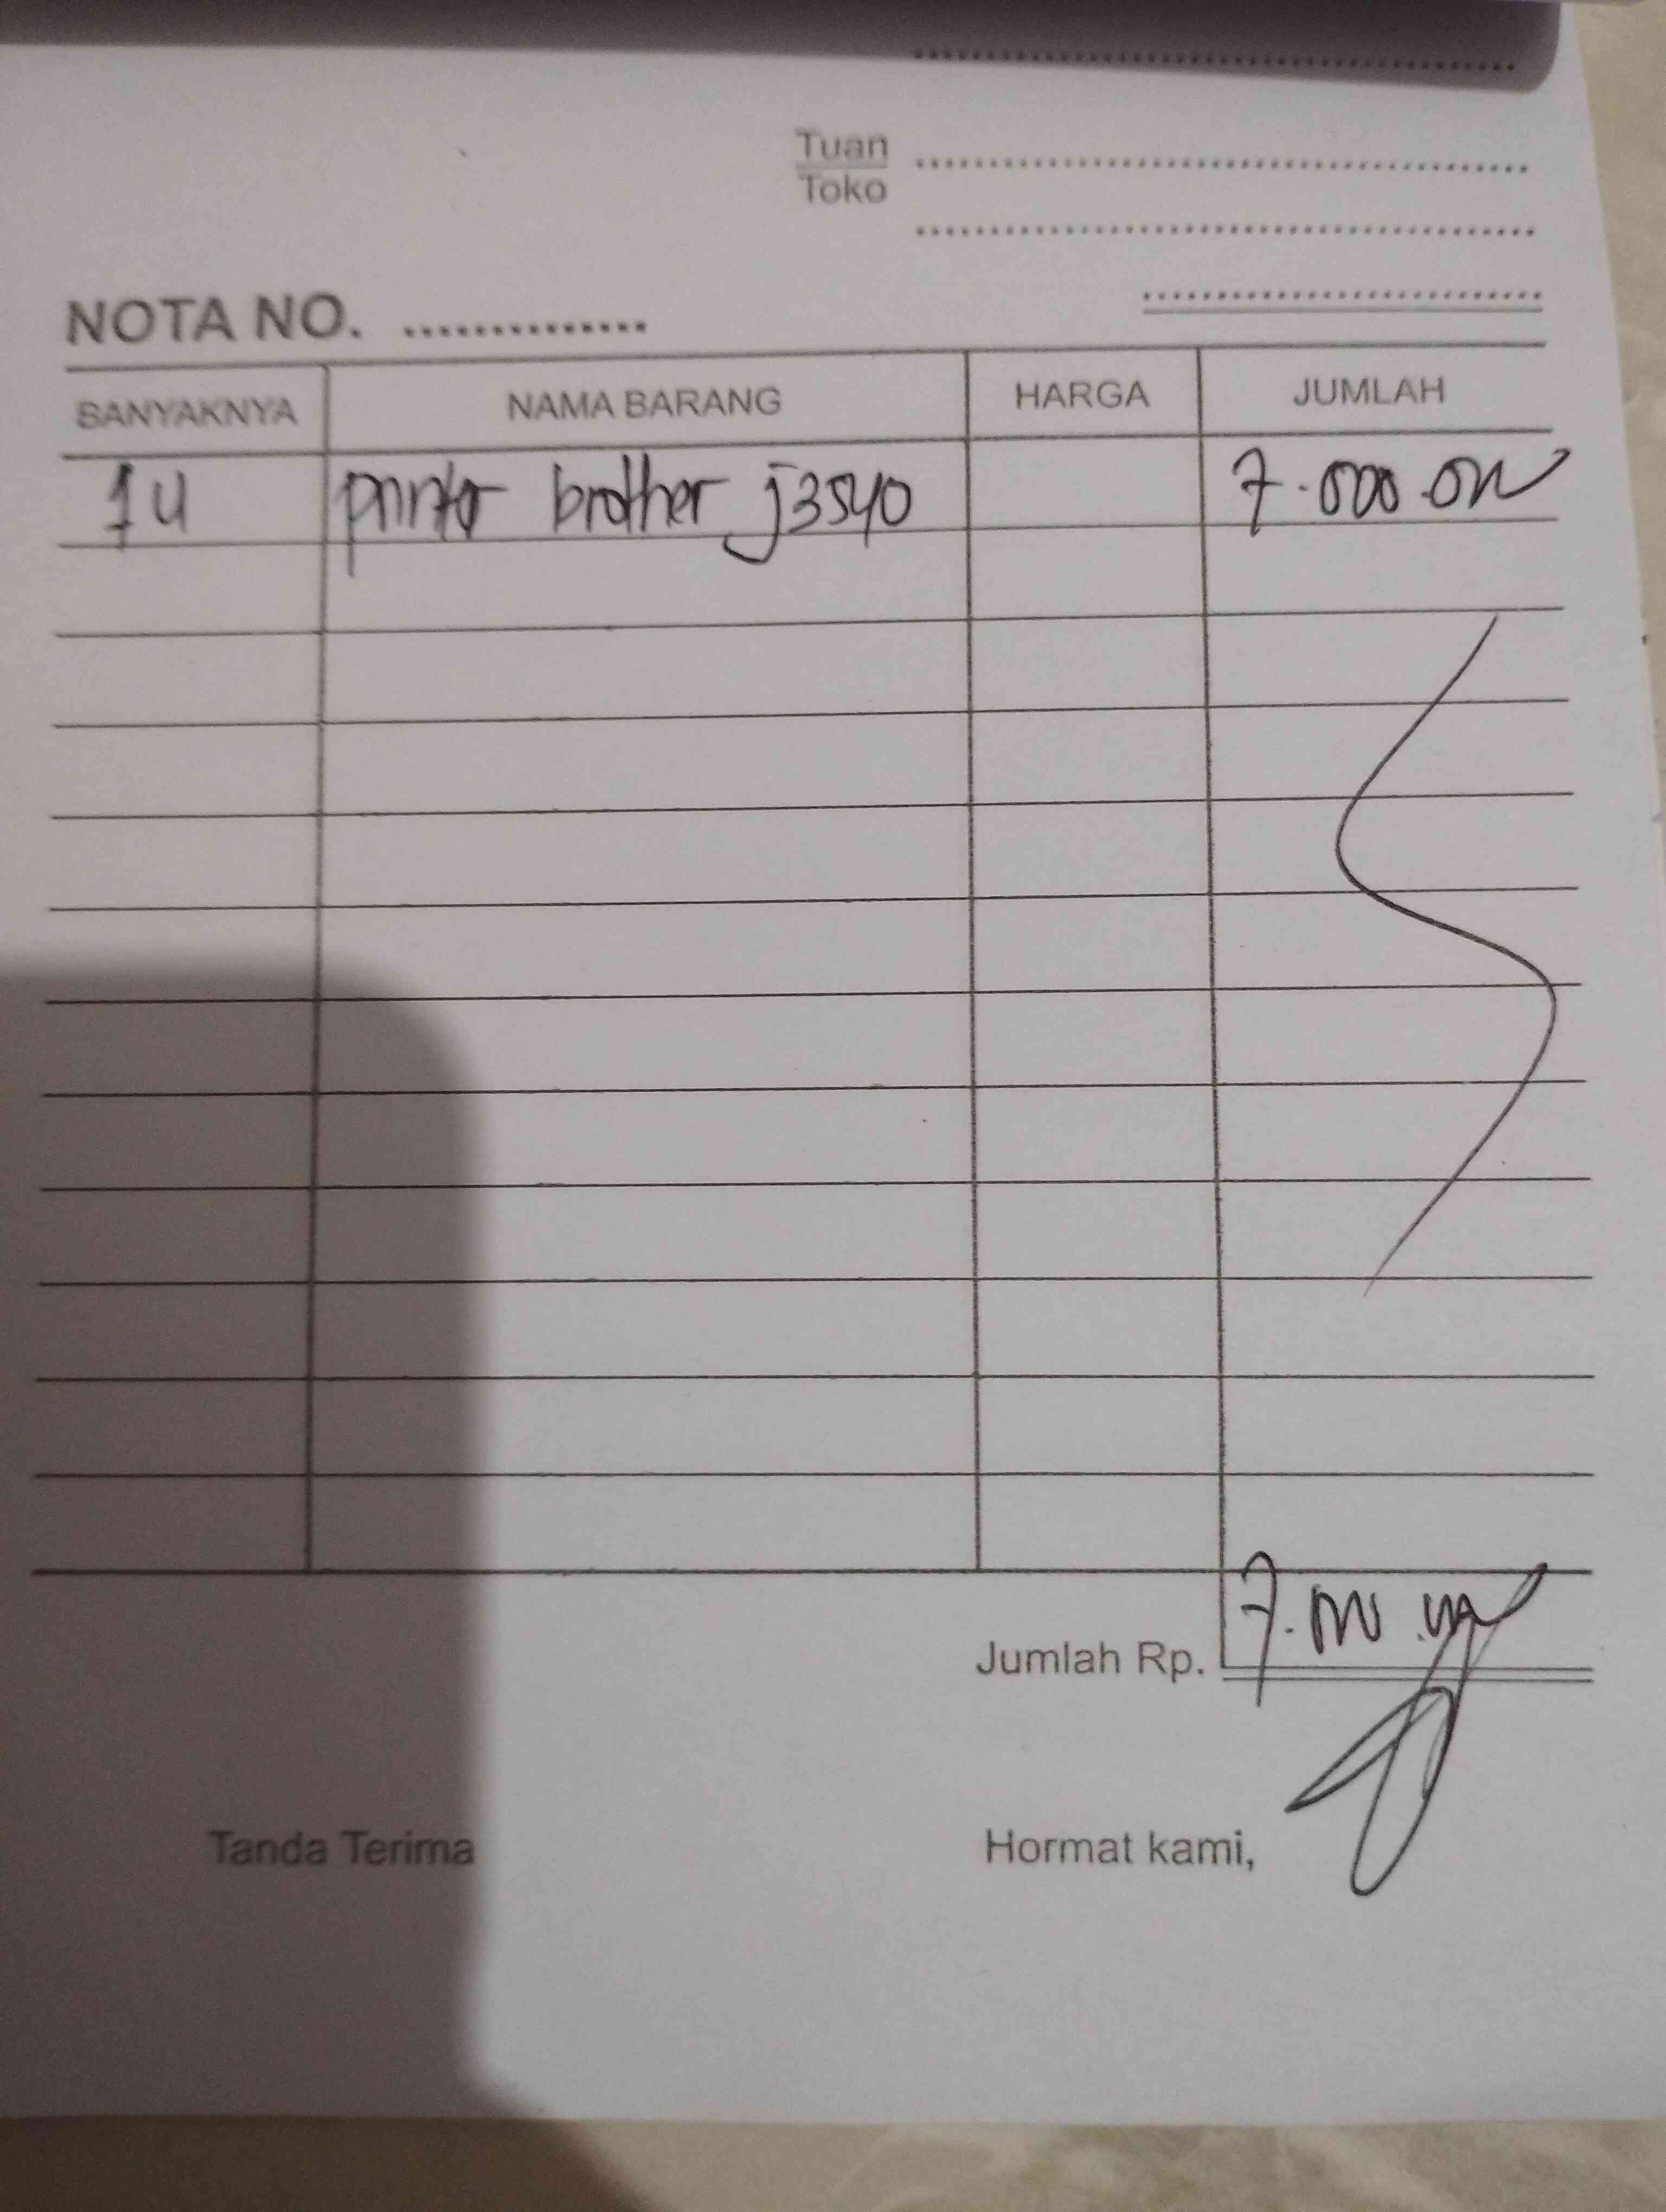 Tuan
Toko
NOTA NO. ..............
BANYAKNYA NAMA BARANG HARGA JUMLAH
1 u printer brother j3540 7.000.000
Jumlah Rp. 7.000.000
Tanda Terima Hormat kami,